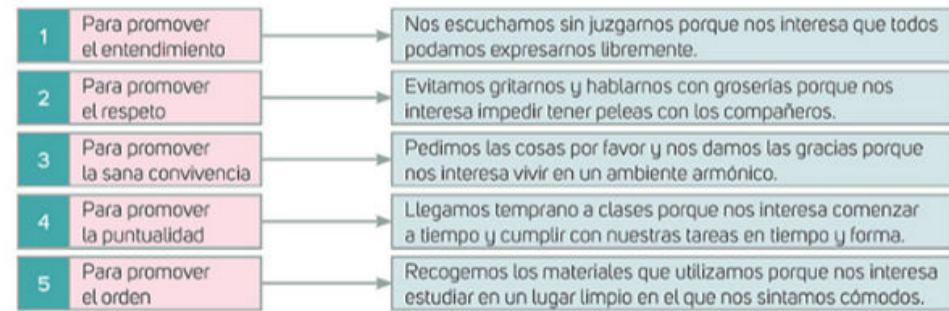 1
Para promover
el entendimiento
Nos escuchamos sin juzgarnos porque nos interesa que todos
podamos expresarnos libremente.
2
Para promover
el respeto
Evitamos gritarnos y hablarnos con groserías porque nos
interesa impedir tener peleas con los compañeros.
3
Para promover
la sana convivencia
Pedimos las cosas por favor y nos damos las gracias porque
nos interesa vivir en un ambiente armónico.
4
Para promover
la puntualidad
Llegamos temprano a clases porque nos interesa comenzar
a tiempo y cumplir con nuestras tareas en tiempo y forma.
5
Para promover
el orden
Recogemos los materiales que utilizamos porque nos interesa
estudiar en un lugar limpio en el que nos sintamos cómodos.